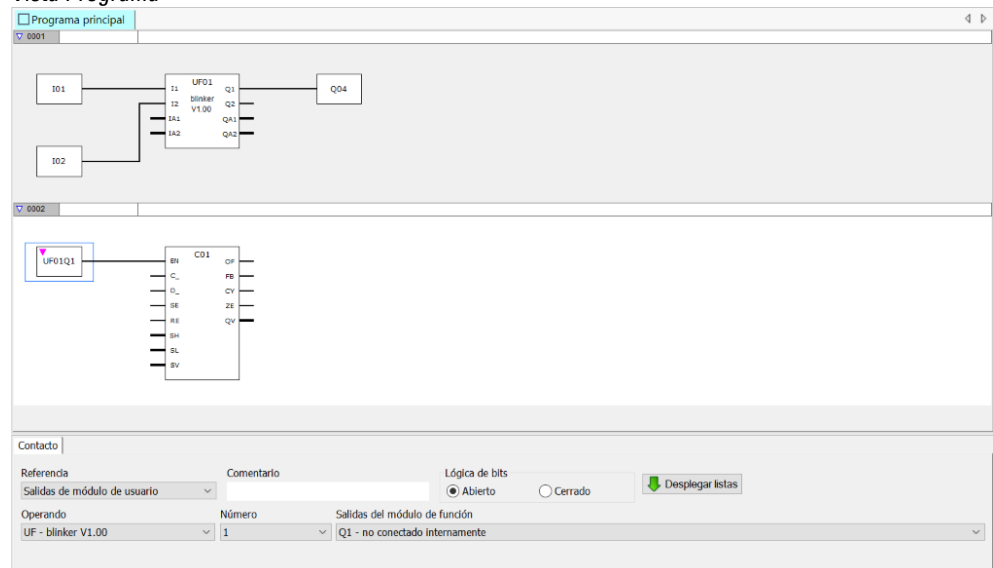 Vista Programa
Programa principal
0001
I01
I02
UF01
blinker
V1.00
I1
I2
IA1
IA2
Q1
Q2
QA1
QA2
Q04
0002
UF01Q1
C01
EN
C_
D_
SE
RE
SH
SL
SV
OF
FB
CY
ZE
QV
Contacto
Referencia
Comentario
Lógica de bits
Salidas de módulo de usuario
Abierto
Cerrado
Desplegar listas
Operando
Número
Salidas del módulo de función
UF - blinker V1.00
1
Q1 - no conectado internamente